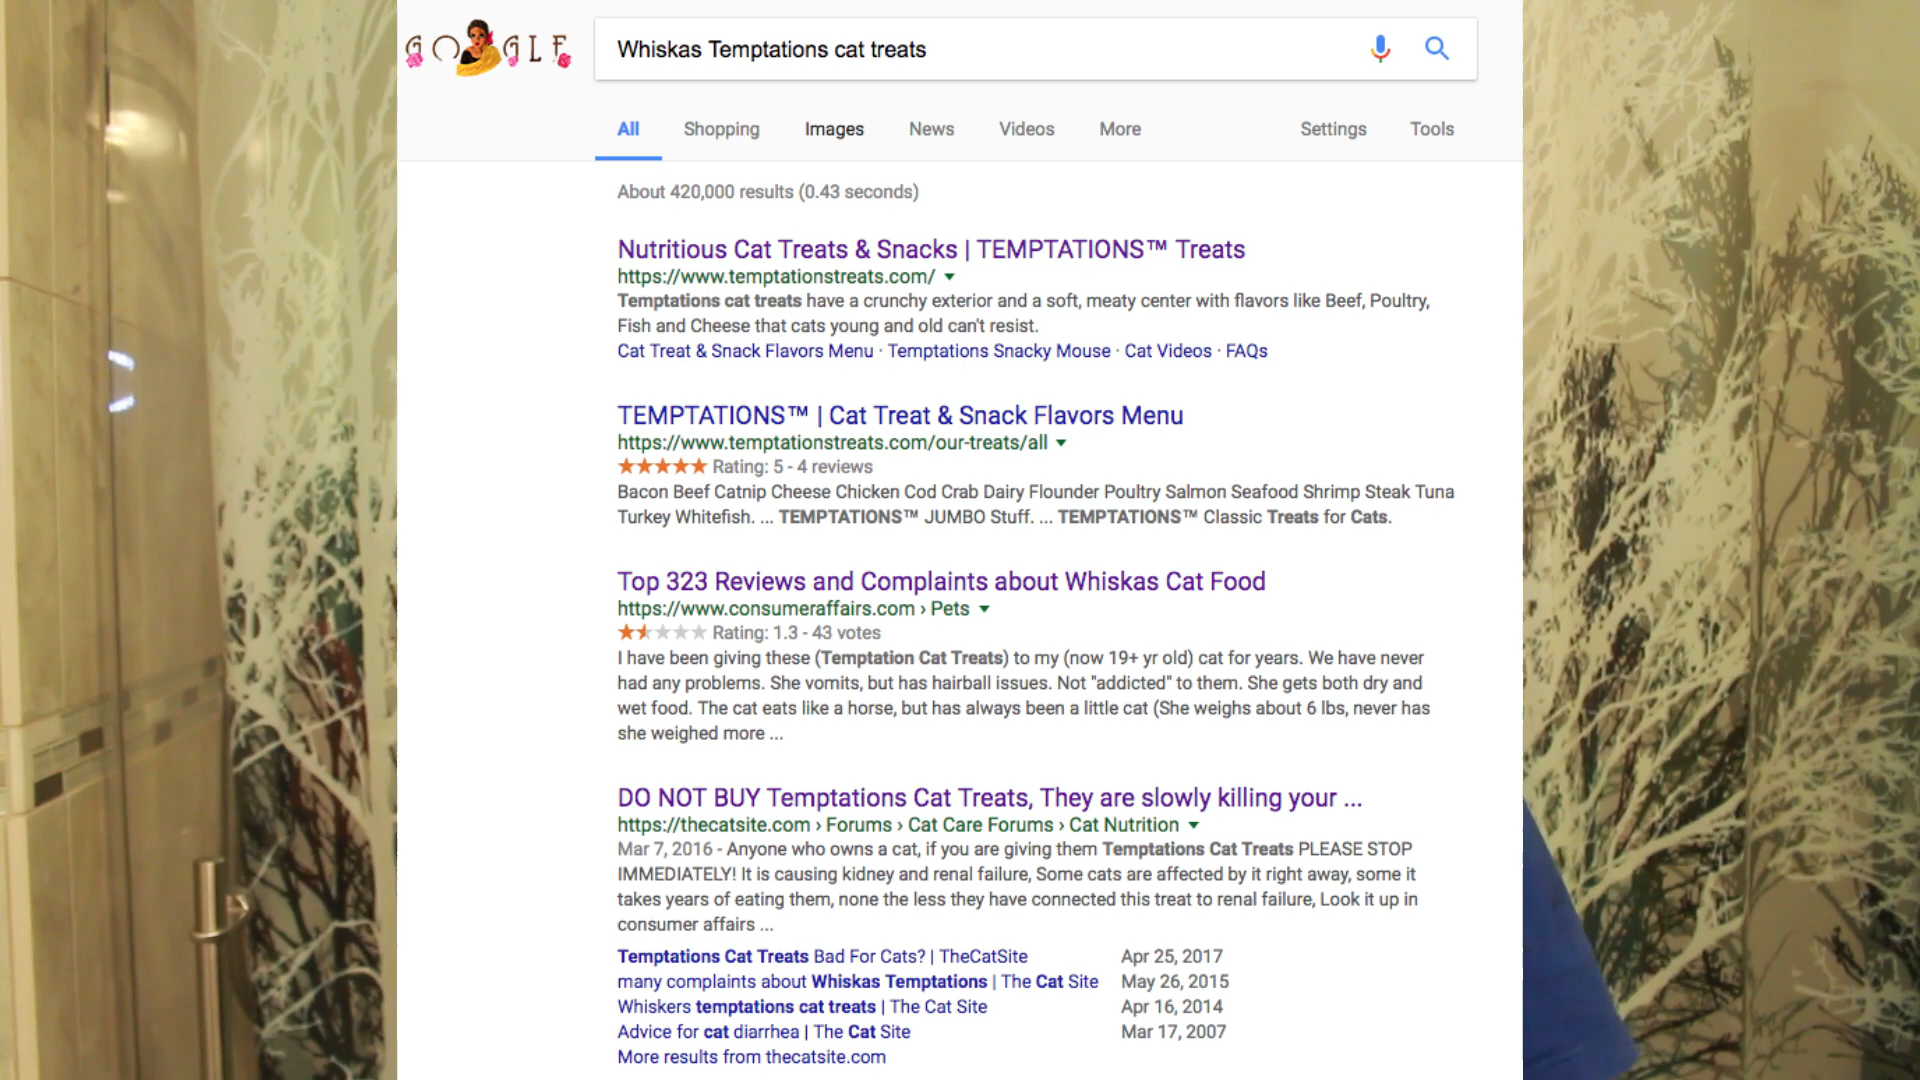 GOOGLE
Whiskas Temptations cat treats
All Shopping Images News Videos More Settings Tools
About 420,000 results (0.43 seconds)
Nutritious Cat Treats & Snacks | TEMPTATIONS™ Treats
https://www.temptationstreats.com/
Temptations cat treats have a crunchy exterior and a soft, meaty center with flavors like Beef, Poultry,
Fish and Cheese that cats young and old can't resist.
Cat Treat & Snack Flavors Menu · Temptations Snacky Mouse · Cat Videos · FAQs
TEMPTATIONS™ | Cat Treat & Snack Flavors Menu
https://www.temptationstreats.com/our-treats/all
Rating: 5 - 4 reviews
Bacon Beef Catnip Cheese Chicken Cod Crab Dairy Flounder Poultry Salmon Seafood Shrimp Steak Tuna
Turkey Whitefish. ... TEMPTATIONS™ JUMBO Stuff. ... TEMPTATIONS™ Classic Treats for Cats.
Top 323 Reviews and Complaints about Whiskas Cat Food
https://www.consumeraffairs.com › Pets
Rating: 1.3 - 43 votes
I have been giving these (Temptation Cat Treats) to my (now 19+ yr old) cat for years. We have never
had any problems. She vomits, but has hairball issues. Not "addicted" to them. She gets both dry and
wet food. The cat eats like a horse, but has always been a little cat (She weighs about 6 lbs, never has
she weighed more ...
DO NOT BUY Temptations Cat Treats, They are slowly killing your ...
https://thecatsite.com › Forums › Cat Care Forums › Cat Nutrition
Mar 7, 2016 - Anyone who owns a cat, if you are giving them Temptations Cat Treats PLEASE STOP
IMMEDIATELY! It is causing kidney and renal failure, Some cats are affected by it right away, some it
takes years of eating them, none the less they have connected this treat to renal failure, Look it up in
consumer affairs ...
Temptations Cat Treats Bad For Cats? | TheCatSite Apr 25, 2017
many complaints about Whiskas Temptations | The Cat Site May 26, 2015
Whiskers temptations cat treats | The Cat Site Apr 16, 2014
Advice for cat diarrhea | The Cat Site Mar 17, 2007
More results from thecatsite.com